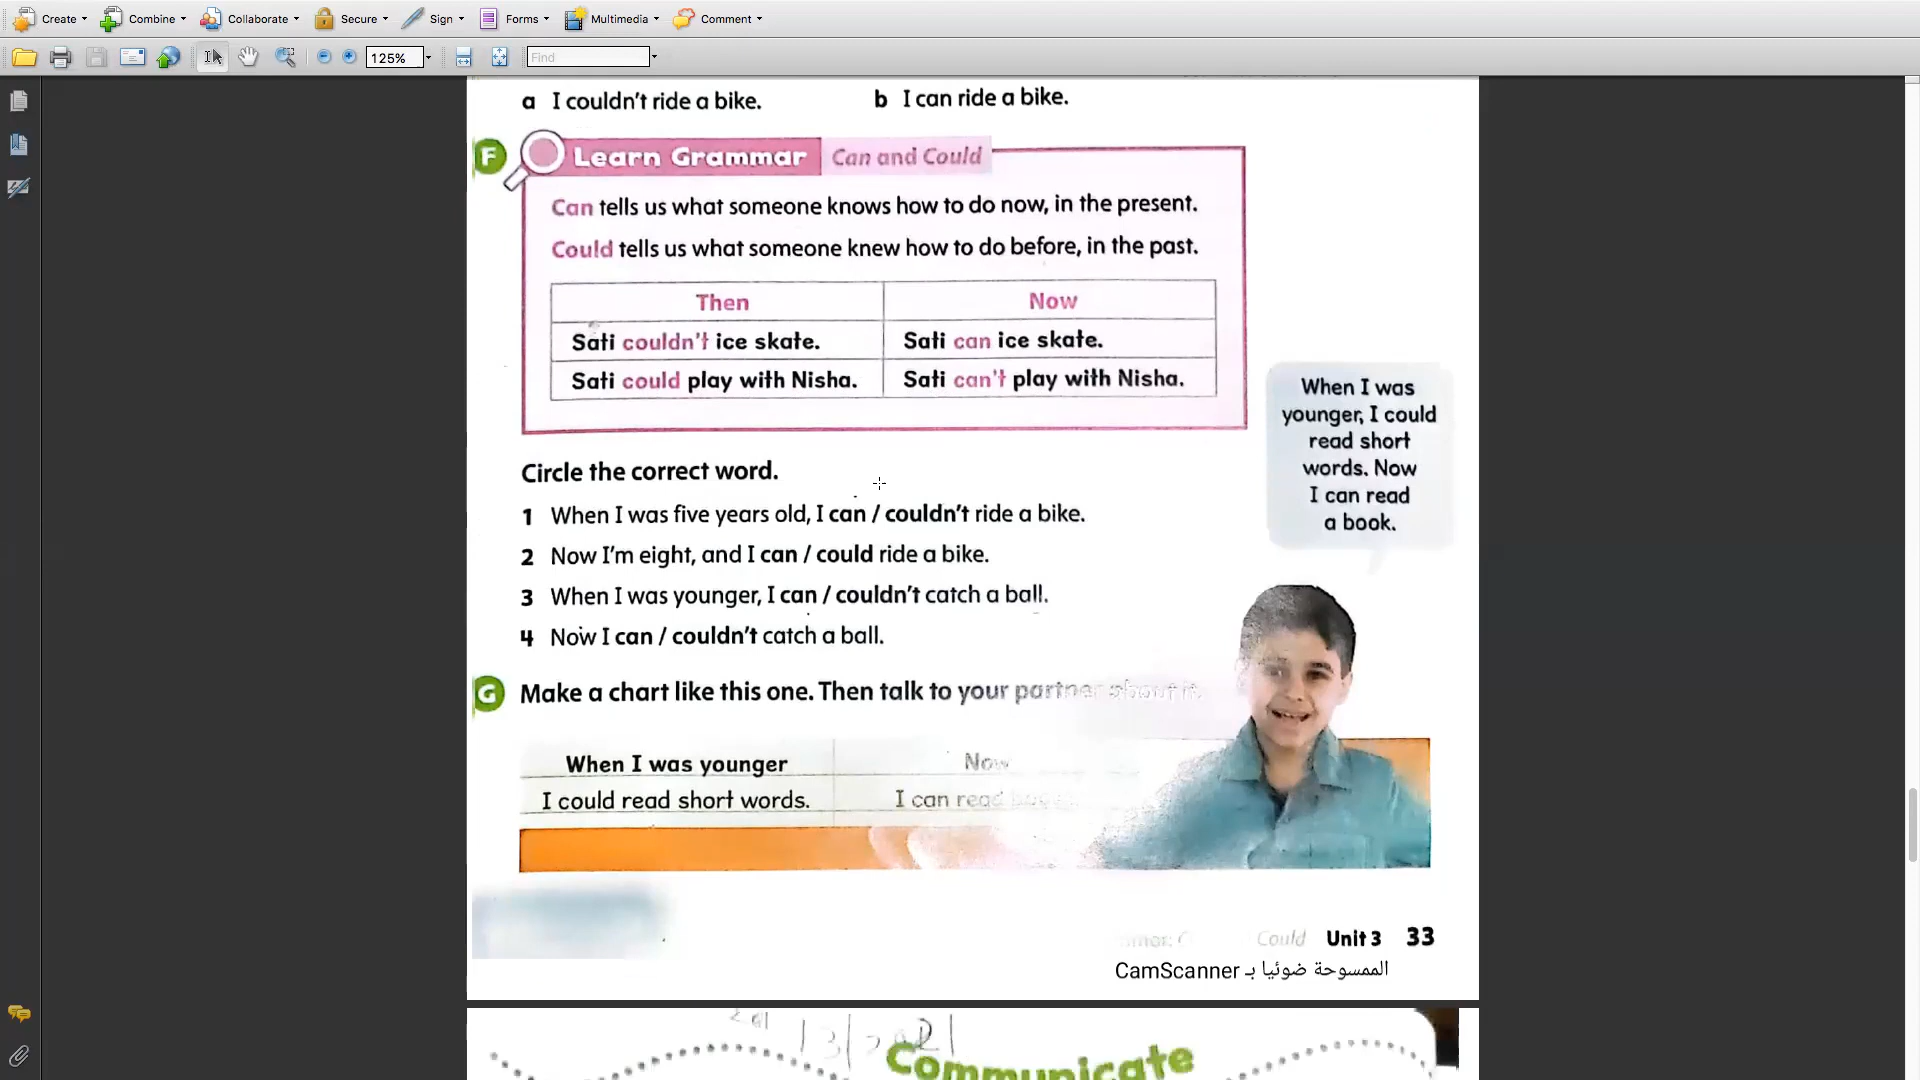 Create Combine Collaborate Secure Sign Forms Multimedia Comment
125% Find
a I couldn't ride a bike. b I can ride a bike.
F Learn Grammar Can and Could
Can tells us what someone knows how to do now, in the present.
Could tells us what someone knew how to do before, in the past.
Then Now
Sati couldn't ice skate. Sati can ice skate.
Sati could play with Nisha. Sati can't play with Nisha.
When I was
younger, I could
read short
words. Now
I can read
a book.
Circle the correct word.
1 When I was five years old, I can / couldn't ride a bike.
2 Now I'm eight, and I can / could ride a bike.
3 When I was younger, I can / couldn't catch a ball.
4 Now I can / couldn't catch a ball.
G Make a chart like this one. Then talk to your partner about it.
When I was younger Now
I could read short words. I can read
Could Unit 3 33
الممسوحة ضوئيا بـ CamScanner
Communicate